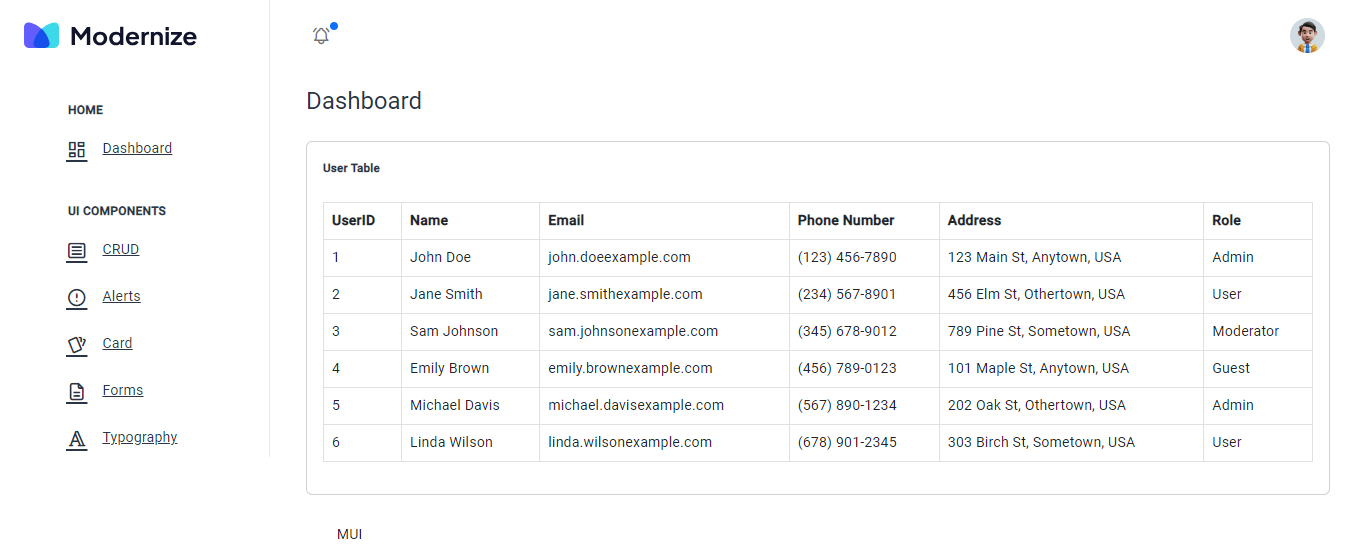 Modernize
HOME
Dashboard
UI COMPONENTS
CRUD
Alerts
Card
Forms
Typography
Dashboard
User Table
UserID Name Email Phone Number Address Role
1 John Doe john.doeexample.com (123) 456-7890 123 Main St, Anytown, USA Admin
2 Jane Smith jane.smithexample.com (234) 567-8901 456 Elm St, Othertown, USA User
3 Sam Johnson sam.johnsonexample.com (345) 678-9012 789 Pine St, Sometown, USA Moderator
4 Emily Brown emily.brownexample.com (456) 789-0123 101 Maple St, Anytown, USA Guest
5 Michael Davis michael.davisexample.com (567) 890-1234 202 Oak St, Othertown, USA Admin
6 Linda Wilson linda.wilsonexample.com (678) 901-2345 303 Birch St, Sometown, USA User
MUI